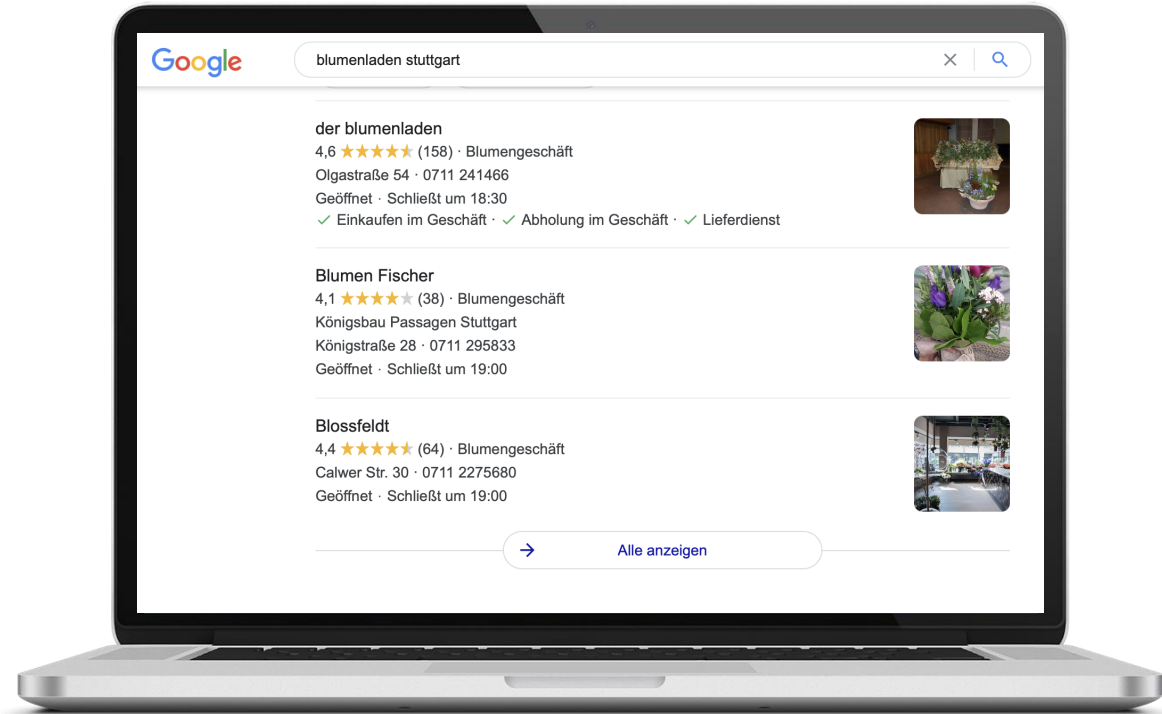 Google
blumenladen stuttgart
der blumenladen
4,6 (158) · Blumengeschäft
Olgastraße 54 · 0711 241466
Geöffnet · Schließt um 18:30
Einkaufen im Geschäft · Abholung im Geschäft · Lieferdienst
Blumen Fischer
4,1 (38) · Blumengeschäft
Königsbau Passagen Stuttgart
Königstraße 28 · 0711 295833
Geöffnet · Schließt um 19:00
Blossfeldt
4,4 (64) · Blumengeschäft
Calwer Str. 30 · 0711 2275680
Geöffnet · Schließt um 19:00
Alle anzeigen